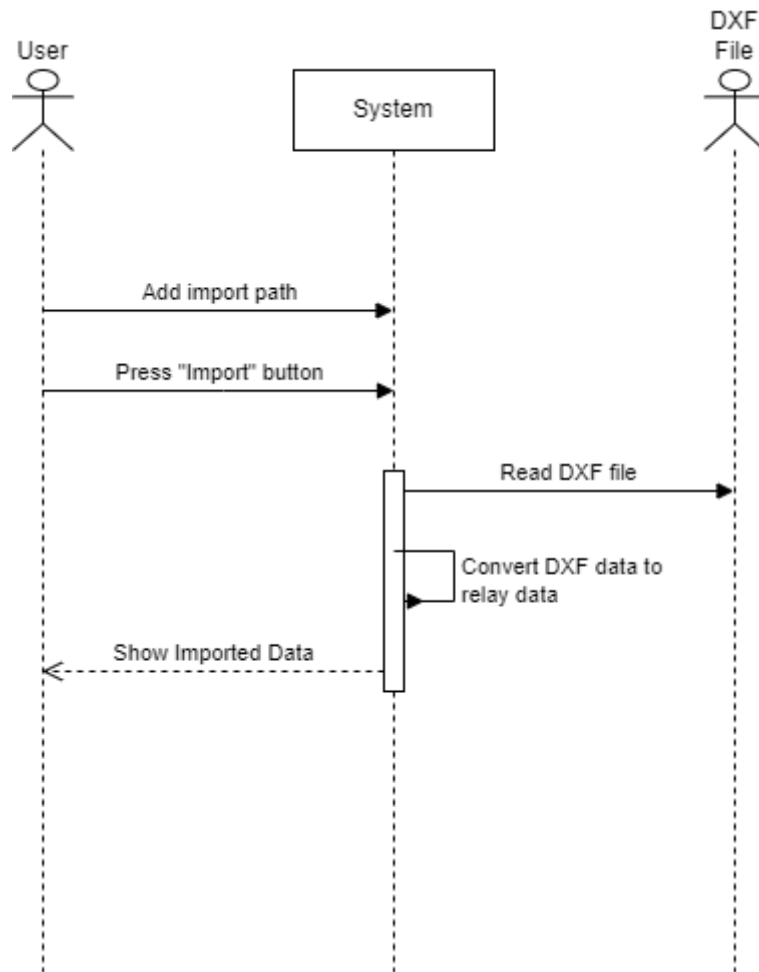 DXF
File
User
System
Add import path
Press "Import" button
Read DXF file
Convert DXF data to
relay data
Show Imported Data